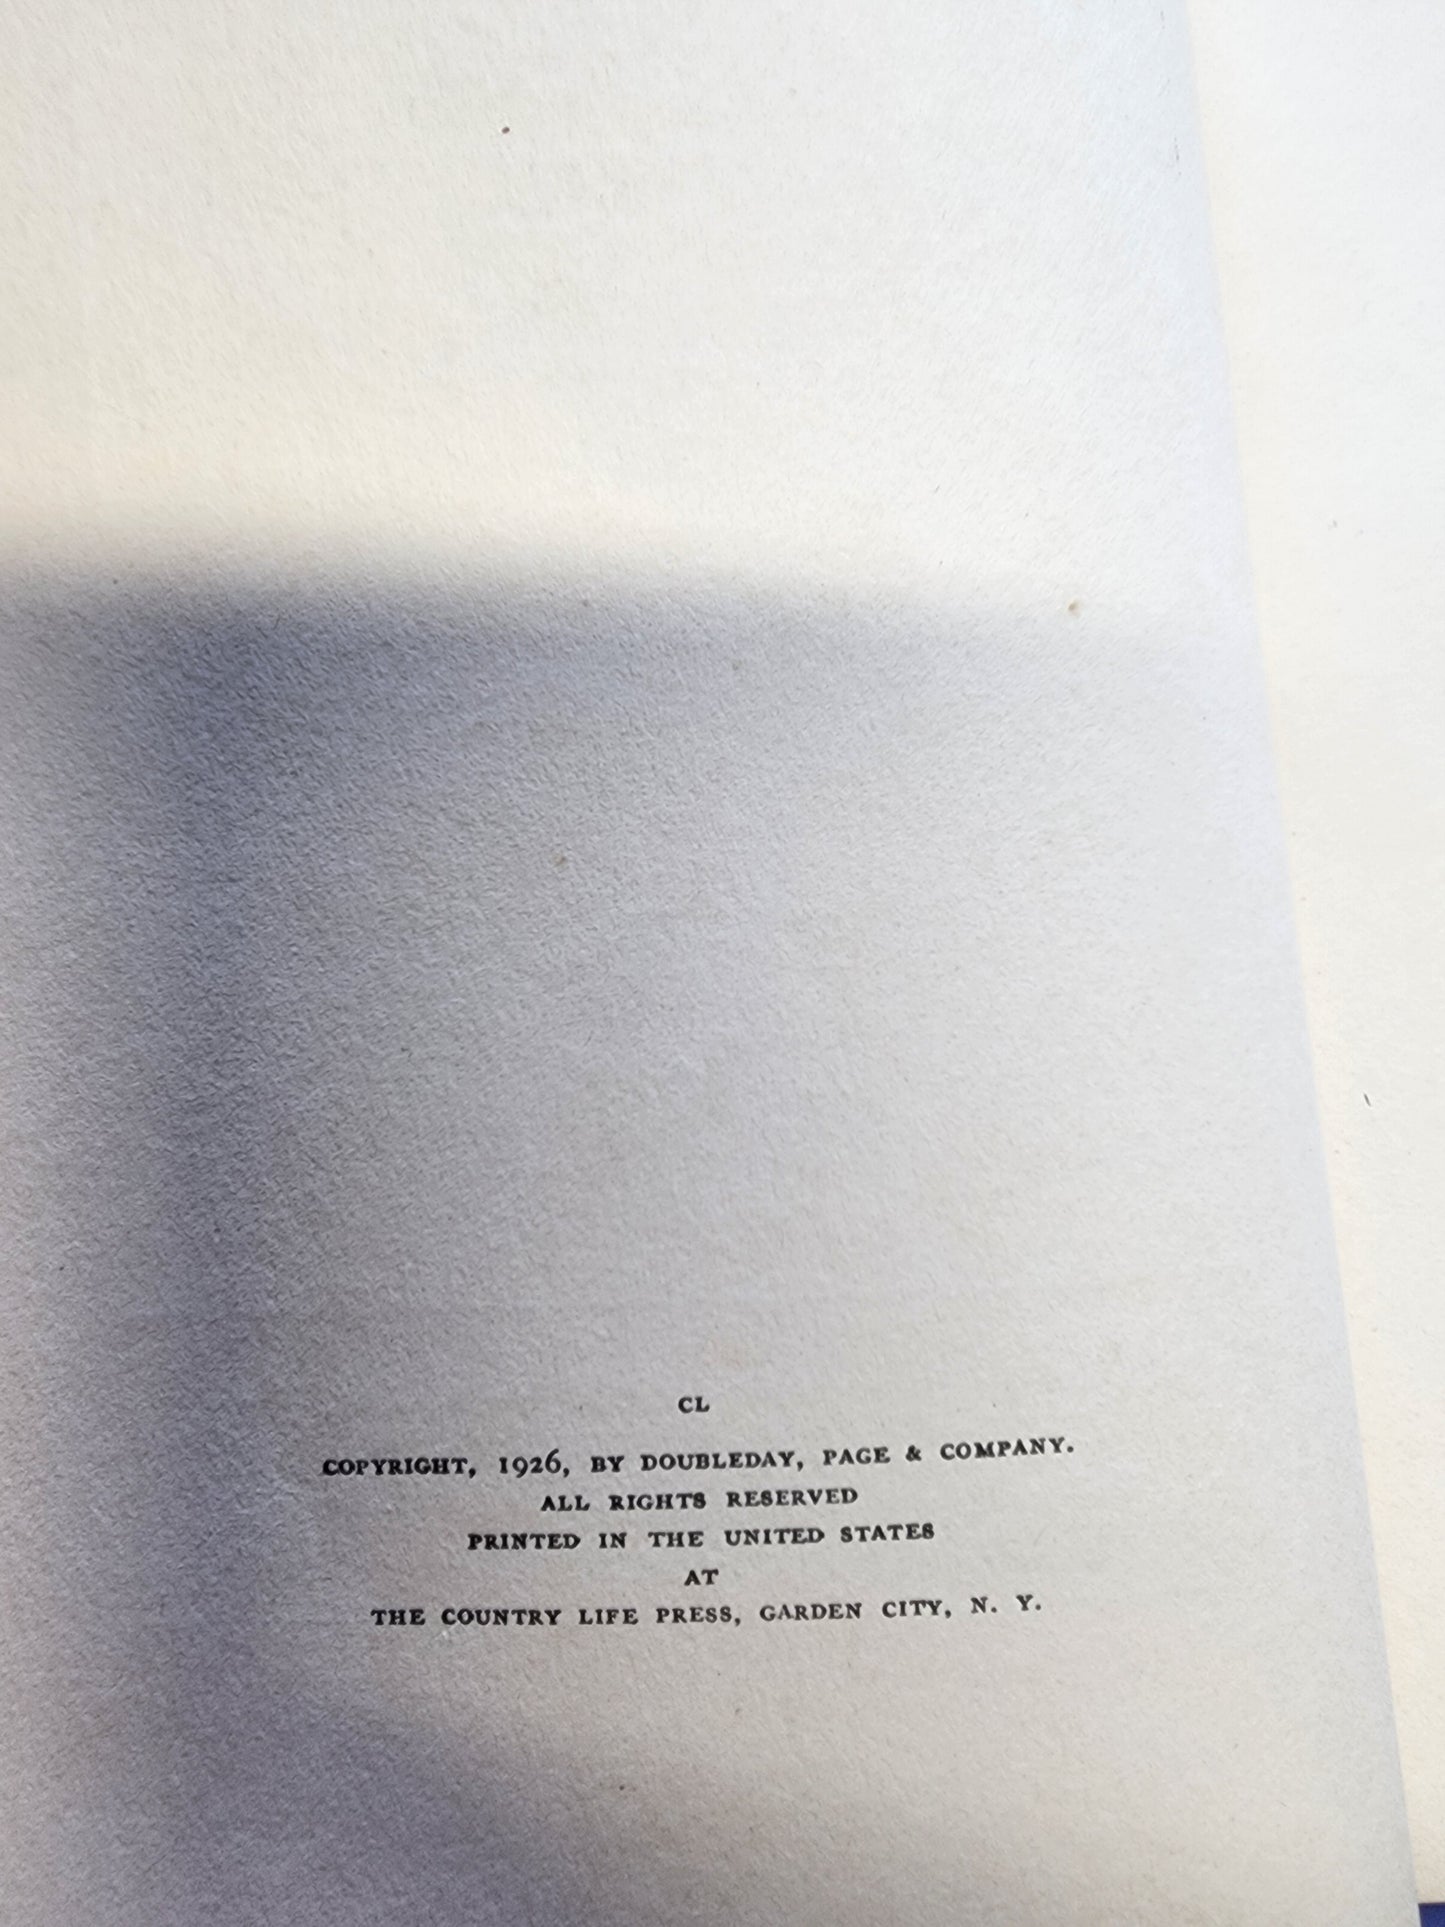 CL
COPYRIGHT, 1926, BY DOUBLEDAY, PAGE & COMPANY.
ALL RIGHTS RESERVED
PRINTED IN THE UNITED STATES
AT
THE COUNTRY LIFE PRESS, GARDEN CITY, N. Y.